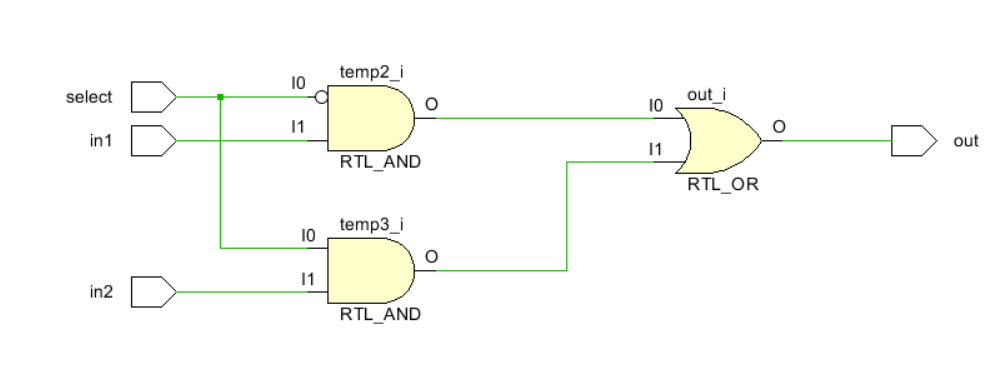 select
in1
in2
I0
temp2_i
I1
O
RTL_AND
I0
temp3_i
I1
O
RTL_AND
I0
out_i
I1
O
RTL_OR
out